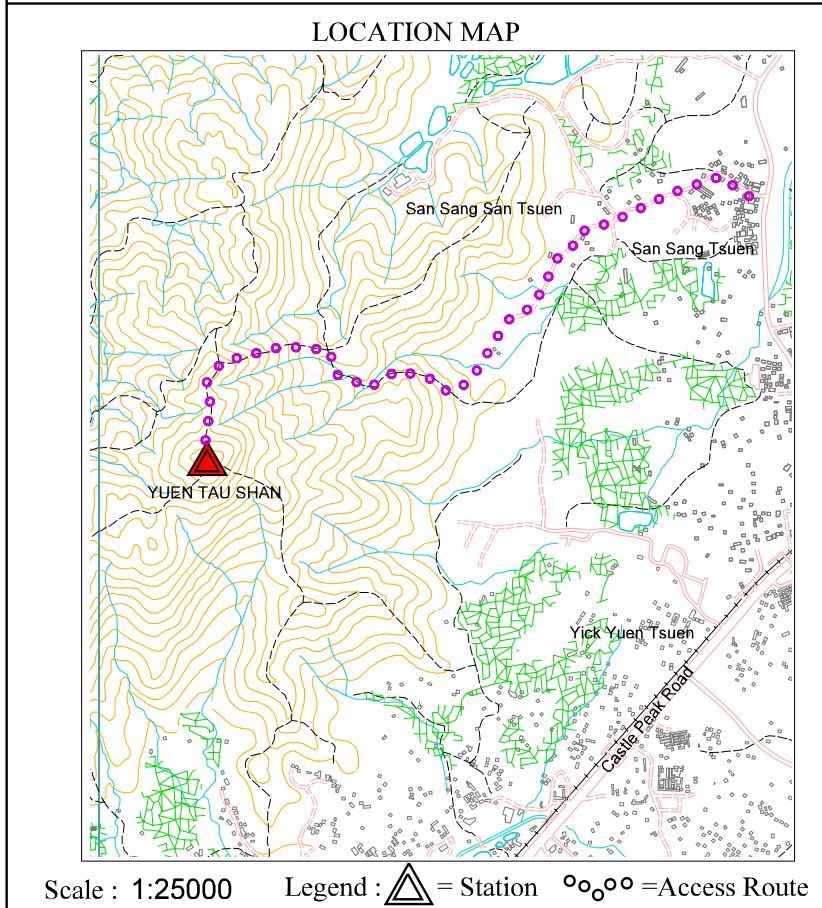 LOCATION MAP
San Sang San Tsuen
San Sang Tsuen
YUEN TAU SHAN
Yick Yuen Tsuen
Castle Peak Road
Scale : 1:25000 Legend : = Station =Access Route